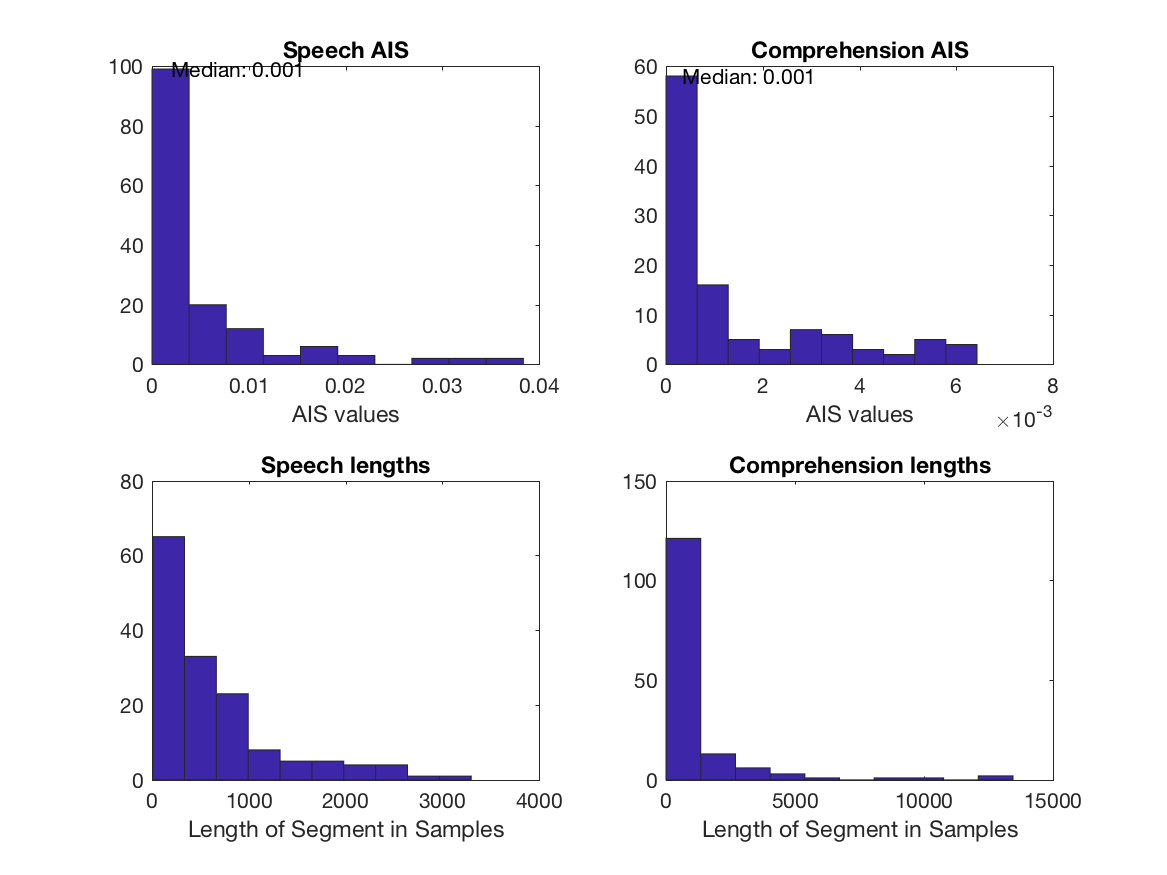 Speech AIS
Median: 0.001
100
80
60
40
20
0
0 0.01 0.02 0.03 0.04
AIS values
Comprehension AIS
Median: 0.001
60
50
40
30
20
10
0
0 2 4 6 8
×10-3
AIS values
Speech lengths
80
60
40
20
0
0 1000 2000 3000 4000
Length of Segment in Samples
Comprehension lengths
150
100
50
0
0 5000 10000 15000
Length of Segment in Samples